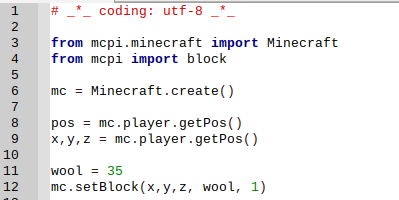 1 # _*_ coding: utf-8 _*_
2
3 from mcpi.minecraft import Minecraft
4 from mcpi import block
5
6 mc = Minecraft.create()
7
8 pos = mc.player.getPos()
9 x,y,z = mc.player.getPos()
10
11 wool = 35
12 mc.setBlock(x,y,z, wool, 1)